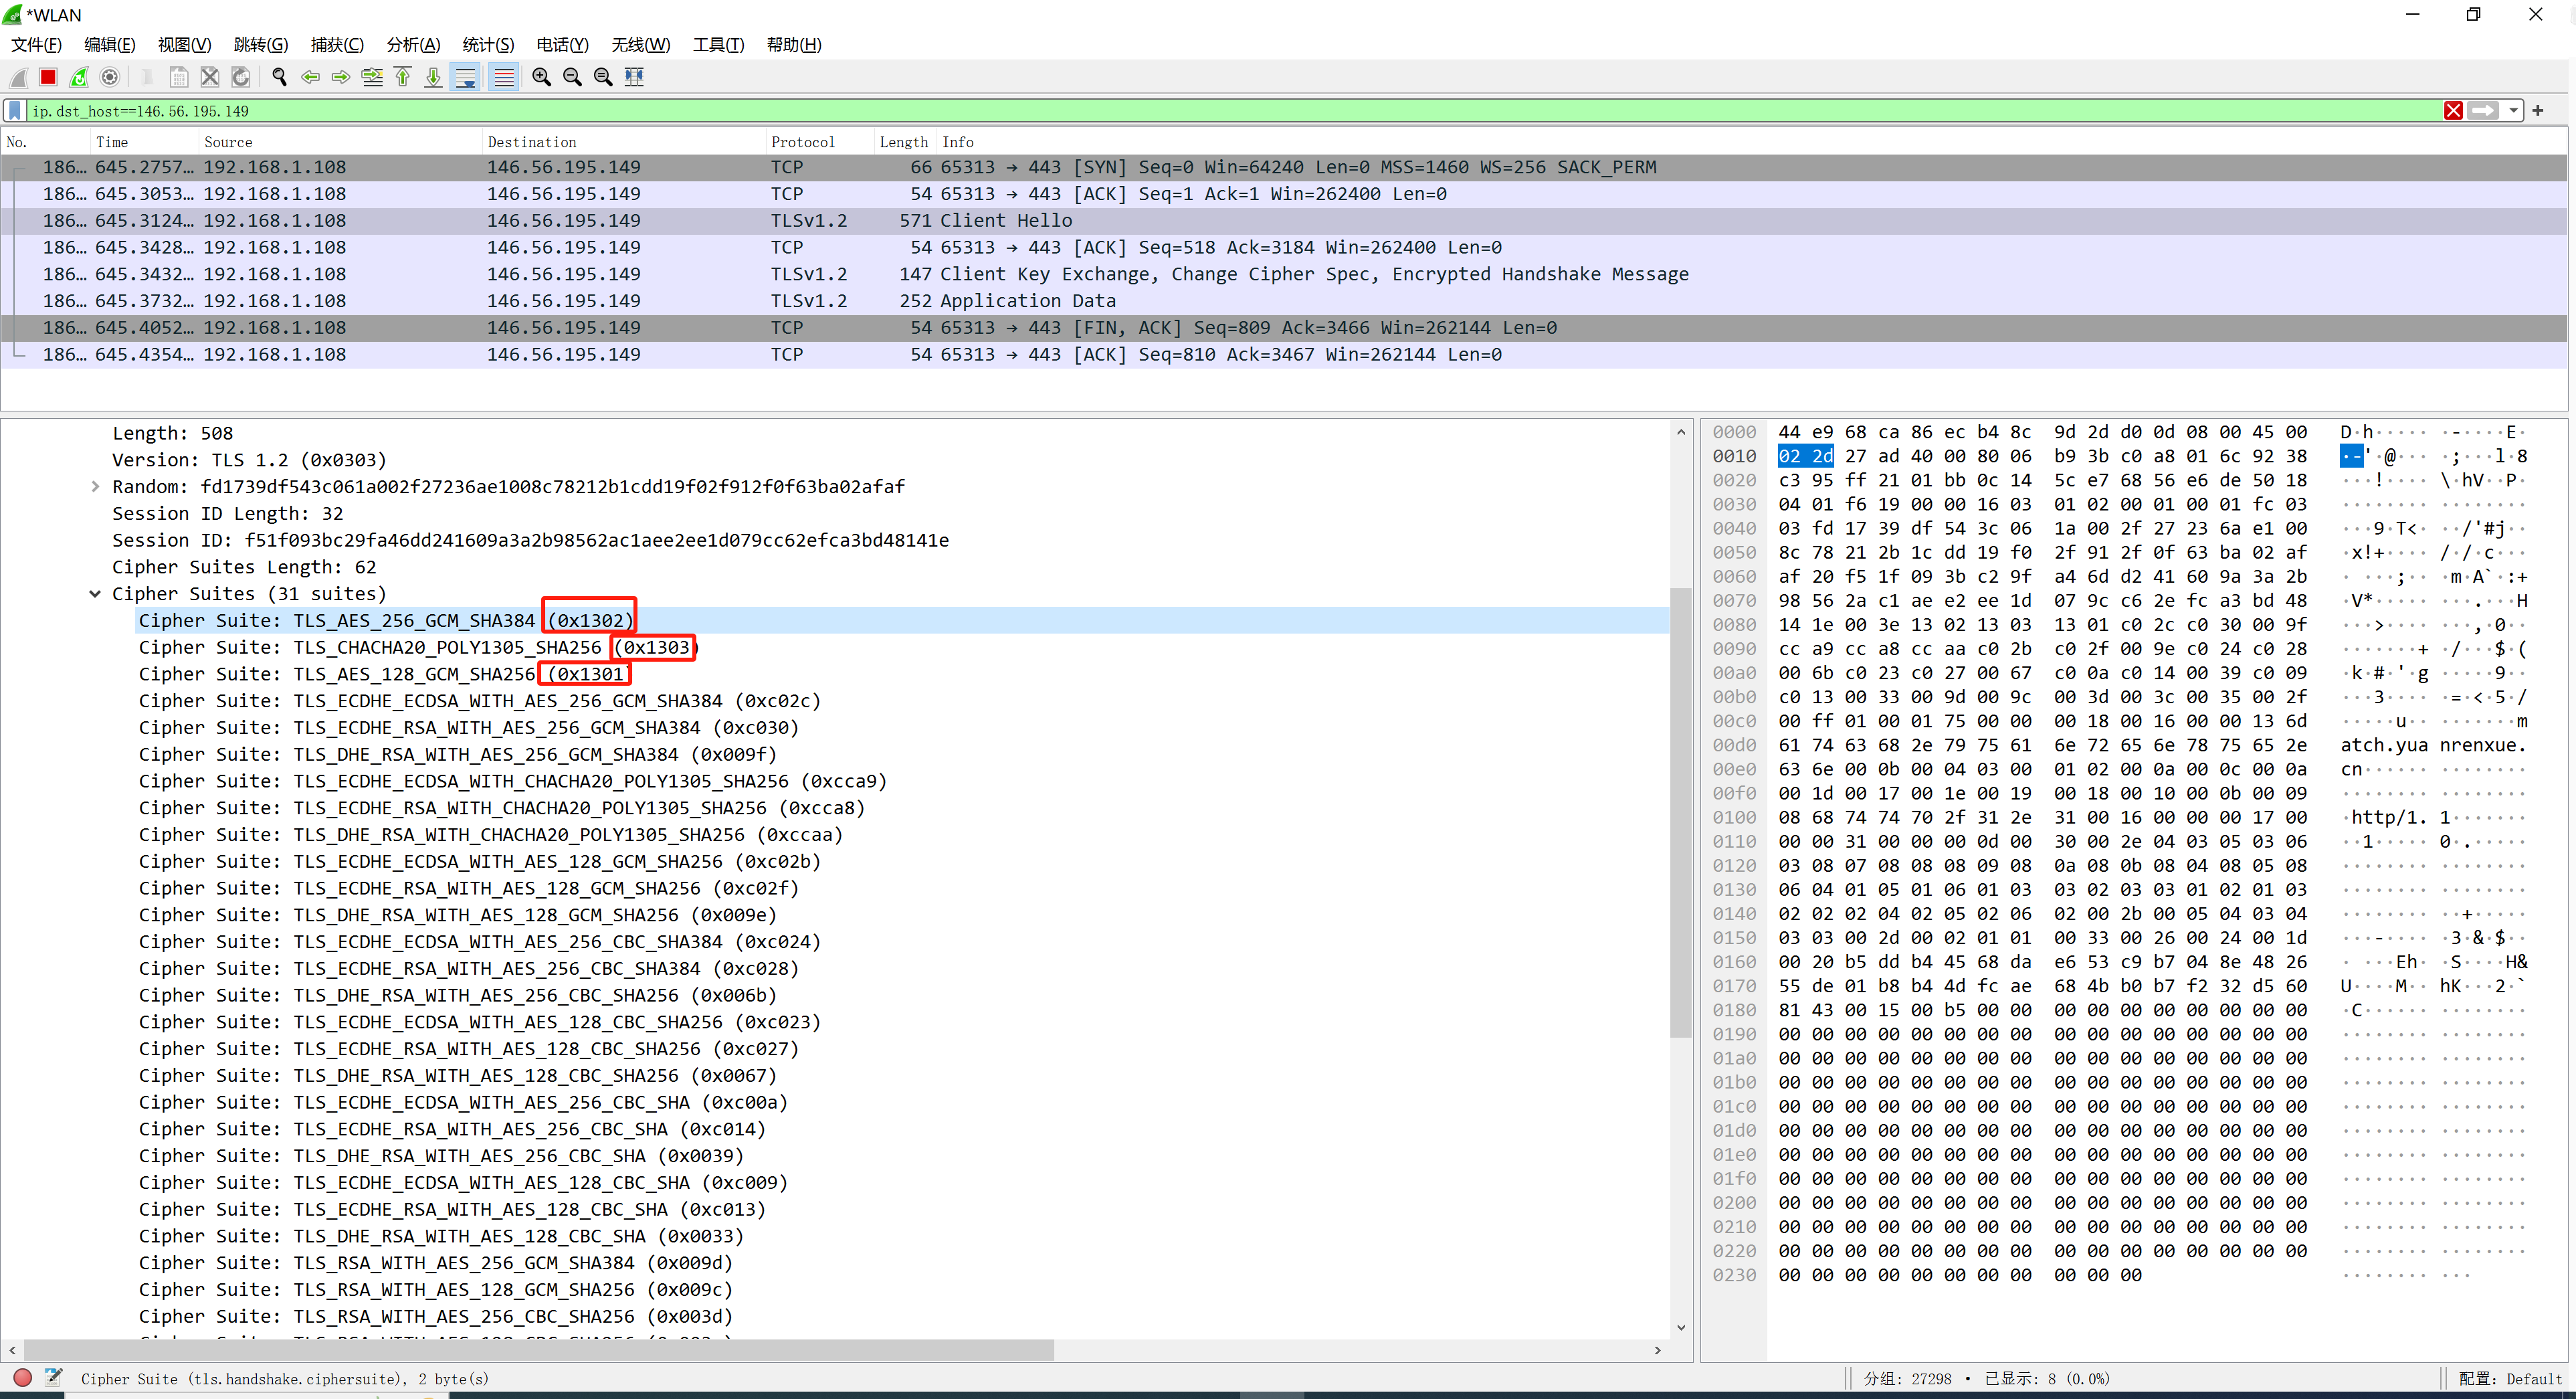 *WLAN
文件(F) 编辑(E) 视图(V) 跳转(G) 捕获(C) 分析(A) 统计(S) 电话(Y) 无线(W) 工具(T) 帮助(H)
ip.dst_host==146.56.195.149
No. Time Source Destination Protocol Length Info
186… 645.2757… 192.168.1.108 146.56.195.149 TCP 66 65313 → 443 [SYN] Seq=0 Win=64240 Len=0 MSS=1460 WS=256 SACK_PERM
186… 645.3053… 192.168.1.108 146.56.195.149 TCP 54 65313 → 443 [ACK] Seq=1 Ack=1 Win=262400 Len=0
186… 645.3124… 192.168.1.108 146.56.195.149 TLSv1.2 571 Client Hello
186… 645.3428… 192.168.1.108 146.56.195.149 TCP 54 65313 → 443 [ACK] Seq=518 Ack=3184 Win=262400 Len=0
186… 645.3432… 192.168.1.108 146.56.195.149 TLSv1.2 147 Client Key Exchange, Change Cipher Spec, Encrypted Handshake Message
186… 645.3732… 192.168.1.108 146.56.195.149 TLSv1.2 252 Application Data
186… 645.4052… 192.168.1.108 146.56.195.149 TCP 54 65313 → 443 [FIN, ACK] Seq=809 Ack=3466 Win=262144 Len=0
186… 645.4354… 192.168.1.108 146.56.195.149 TCP 54 65313 → 443 [ACK] Seq=810 Ack=3467 Win=262144 Len=0
Length: 508
Version: TLS 1.2 (0x0303)
Random: fd1739df543c061a002f27236ae1008c78212b1cdd19f02f912f0f63ba02afaf
Session ID Length: 32
Session ID: f51f093bc29fa46dd241609a3a2b98562ac1aee2ee1d079cc62efca3bd48141e
Cipher Suites Length: 62
Cipher Suites (31 suites)
Cipher Suite: TLS_AES_256_GCM_SHA384 (0x1302)
Cipher Suite: TLS_CHACHA20_POLY1305_SHA256 (0x1303)
Cipher Suite: TLS_AES_128_GCM_SHA256 (0x1301)
Cipher Suite: TLS_ECDHE_ECDSA_WITH_AES_256_GCM_SHA384 (0xc02c)
Cipher Suite: TLS_ECDHE_RSA_WITH_AES_256_GCM_SHA384 (0xc030)
Cipher Suite: TLS_DHE_RSA_WITH_AES_256_GCM_SHA384 (0x009f)
Cipher Suite: TLS_ECDHE_ECDSA_WITH_CHACHA20_POLY1305_SHA256 (0xcca9)
Cipher Suite: TLS_ECDHE_RSA_WITH_CHACHA20_POLY1305_SHA256 (0xcca8)
Cipher Suite: TLS_DHE_RSA_WITH_CHACHA20_POLY1305_SHA256 (0xccaa)
Cipher Suite: TLS_ECDHE_ECDSA_WITH_AES_128_GCM_SHA256 (0xc02b)
Cipher Suite: TLS_ECDHE_RSA_WITH_AES_128_GCM_SHA256 (0xc02f)
Cipher Suite: TLS_DHE_RSA_WITH_AES_128_GCM_SHA256 (0x009e)
Cipher Suite: TLS_ECDHE_ECDSA_WITH_AES_256_CBC_SHA384 (0xc024)
Cipher Suite: TLS_ECDHE_RSA_WITH_AES_256_CBC_SHA384 (0xc028)
Cipher Suite: TLS_DHE_RSA_WITH_AES_256_CBC_SHA256 (0x006b)
Cipher Suite: TLS_ECDHE_ECDSA_WITH_AES_128_CBC_SHA256 (0xc023)
Cipher Suite: TLS_ECDHE_RSA_WITH_AES_128_CBC_SHA256 (0xc027)
Cipher Suite: TLS_DHE_RSA_WITH_AES_128_CBC_SHA256 (0x0067)
Cipher Suite: TLS_ECDHE_ECDSA_WITH_AES_256_CBC_SHA (0xc00a)
Cipher Suite: TLS_ECDHE_RSA_WITH_AES_256_CBC_SHA (0xc014)
Cipher Suite: TLS_DHE_RSA_WITH_AES_256_CBC_SHA (0x0039)
Cipher Suite: TLS_ECDHE_ECDSA_WITH_AES_128_CBC_SHA (0xc009)
Cipher Suite: TLS_ECDHE_RSA_WITH_AES_128_CBC_SHA (0xc013)
Cipher Suite: TLS_DHE_RSA_WITH_AES_128_CBC_SHA (0x0033)
Cipher Suite: TLS_RSA_WITH_AES_256_GCM_SHA384 (0x009d)
Cipher Suite: TLS_RSA_WITH_AES_128_GCM_SHA256 (0x009c)
Cipher Suite: TLS_RSA_WITH_AES_256_CBC_SHA256 (0x003d)
0000 44 e9 68 ca 86 ec b4 8c 9d 2d d0 0d 08 00 45 00 D·h····· ·-····E·
0010 02 2d 27 ad 40 00 80 06 b9 3b c0 a8 01 6c 92 38 ·-'·@··· ·;···l·8
0020 c3 95 ff 21 01 bb 0c 14 5c e7 68 56 e6 de 50 18 ···!···· \·hV··P·
0030 04 01 f6 19 00 00 16 03 01 02 00 01 00 01 fc 03 ········ ········
0040 03 fd 17 39 df 54 3c 06 1a 00 2f 27 23 6a e1 00 ···9·T<· ··/'#j··
0050 8c 78 21 2b 1c dd 19 f0 2f 91 2f 0f 63 ba 02 af ·x!+···· /·/·c···
0060 af 20 f5 1f 09 3b c2 9f a4 6d d2 41 60 9a 3a 2b · ···;·· ·m·A`·:+
0070 98 56 2a c1 ae e2 ee 1d 07 9c c6 2e fc a3 bd 48 ·V*····· ···.···H
0080 14 1e 00 3e 13 02 13 03 13 01 c0 2c c0 30 00 9f ···>···· ···,·0··
0090 cc a9 cc a8 cc aa c0 2b c0 2f 00 9e c0 24 c0 28 ·······+ ·/···$·(
00a0 00 6b c0 23 c0 27 00 67 c0 0a c0 14 00 39 c0 09 ·k·#·'·g ·····9··
00b0 c0 13 00 33 00 9d 00 9c 00 3d 00 3c 00 35 00 2f ···3···· ·=·<·5·/
00c0 00 ff 01 00 01 75 00 00 00 18 00 16 00 00 13 6d ·····u·· ·······m
00d0 61 74 63 68 2e 79 75 61 6e 72 65 6e 78 75 65 2e atch.yua nrenxue.
00e0 63 6e 00 0b 00 04 03 00 01 02 00 0a 00 0c 00 0a cn······ ········
00f0 00 1d 00 17 00 1e 00 19 00 18 00 10 00 0b 00 09 ········ ········
0100 08 68 74 74 70 2f 31 2e 31 00 16 00 00 00 17 00 ·http/1. 1·······
0110 00 00 31 00 00 00 0d 00 30 00 2e 04 03 05 03 06 ··1····· 0·.·····
0120 03 08 07 08 08 08 09 08 0a 08 0b 08 04 08 05 08 ········ ········
0130 06 04 01 05 01 06 01 03 03 02 03 03 01 02 01 03 ········ ········
0140 02 02 02 04 02 05 02 06 02 00 2b 00 05 04 03 04 ········ ··+·····
0150 03 03 00 2d 00 02 01 01 00 33 00 26 00 24 00 1d ···-···· ·3·&·$··
0160 00 20 b5 dd b4 45 68 da e6 53 c9 b7 04 8e 48 26 · ···Eh· ·S····H&
0170 55 de 01 b8 b4 4d fc ae 68 4b b0 b7 f2 32 d5 60 U····M·· hK···2·`
0180 81 43 00 15 00 b5 00 00 00 00 00 00 00 00 00 00 ·C······ ········
0190 00 00 00 00 00 00 00 00 00 00 00 00 00 00 00 00 ········ ········
01a0 00 00 00 00 00 00 00 00 00 00 00 00 00 00 00 00 ········ ········
01b0 00 00 00 00 00 00 00 00 00 00 00 00 00 00 00 00 ········ ········
01c0 00 00 00 00 00 00 00 00 00 00 00 00 00 00 00 00 ········ ········
01d0 00 00 00 00 00 00 00 00 00 00 00 00 00 00 00 00 ········ ········
01e0 00 00 00 00 00 00 00 00 00 00 00 00 00 00 00 00 ········ ········
01f0 00 00 00 00 00 00 00 00 00 00 00 00 00 00 00 00 ········ ········
0200 00 00 00 00 00 00 00 00 00 00 00 00 00 00 00 00 ········ ········
0210 00 00 00 00 00 00 00 00 00 00 00 00 00 00 00 00 ········ ········
0220 00 00 00 00 00 00 00 00 00 00 00 00 00 00 00 00 ········ ········
0230 00 00 00 00 00 00 00 00 00 00 00 ········ ···
Cipher Suite (tls.handshake.ciphersuite), 2 byte(s) 分组: 27298 · 已显示: 8 (0.0%) 配置: Default